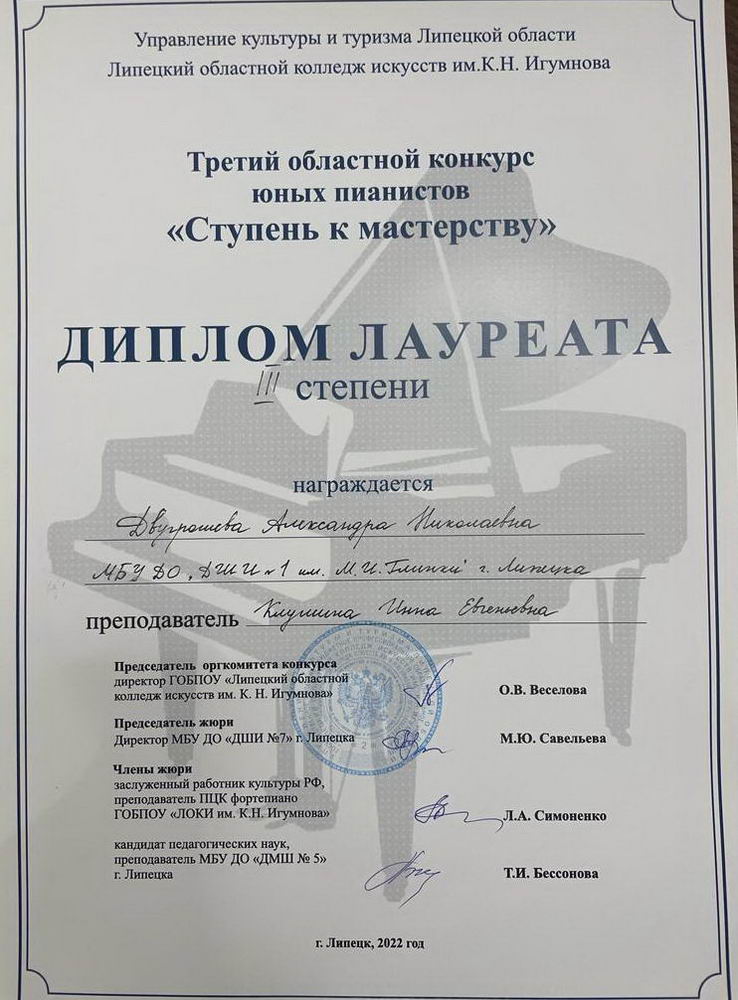 Управление культуры и туризма Липецкой области
Липецкий областной колледж искусств им.К.Н. Игумнова
Третий областной конкурс
юных пианистов
«Ступень к мастерству»
ДИПЛОМ ЛАУРЕАТА
III степени
награждается
Двугрошева Александра Николаевна
МБУ ДО „ДШИ №1 им. М.И. Глинки" г. Липецка
преподаватель Клушина Инна Евгеньевна
Председатель оргкомитета конкурса
директор ГОБПОУ «Липецкий областной
колледж искусств им. К. Н. Игумнова»
О.В. Веселова
Председатель жюри
Директор МБУ ДО «ДШИ №7» г. Липецка
М.Ю. Савельева
Члены жюри
заслуженный работник культуры РФ,
преподаватель ПЦК фортепиано
ГОБПОУ «ЛОКИ им. К.Н. Игумнова»
Л.А. Симоненко
кандидат педагогических наук,
преподаватель МБУ ДО «ДМШ № 5»
г. Липецка
Т.И. Бессонова
г. Липецк, 2022 год